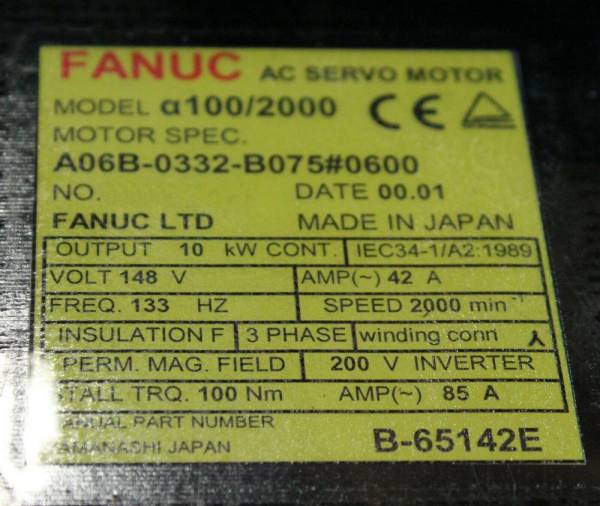 FANUC AC SERVO MOTOR
MODEL α100/2000 CE
MOTOR SPEC.
A06B-0332-B075#0600
NO. DATE 00.01
FANUC LTD MADE IN JAPAN
OUTPUT 10 kW CONT. IEC34-1/A2:1989
VOLT 148 V AMP(~) 42 A
FREQ. 133 HZ SPEED 2000 min⁻¹
INSULATION F 3 PHASE winding conn
PERM. MAG. FIELD 200 V INVERTER
STALL TRQ. 100 Nm AMP(~) 85 A
ANUAL PART NUMBER
AMANASHI JAPAN B-65142E